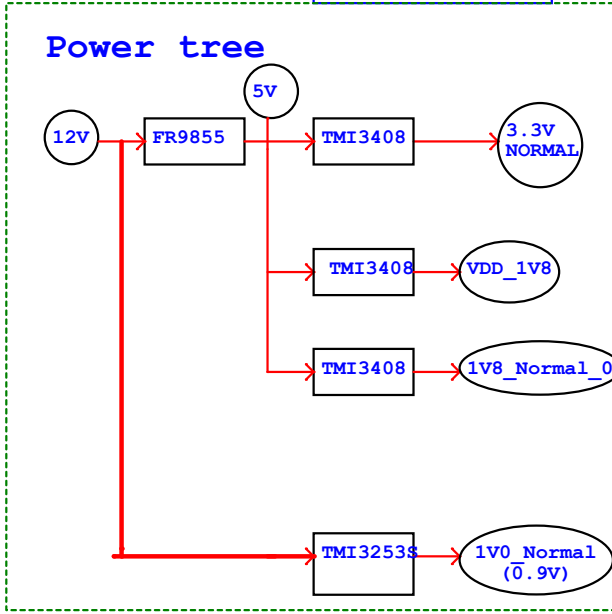 Power tree
5V
12V
FR9855
TMI3408
3.3V
NORMAL
TMI3408
VDD_1V8
TMI3408
1V8_Normal_0
TMI3253S
1V0_Normal
(0.9V)